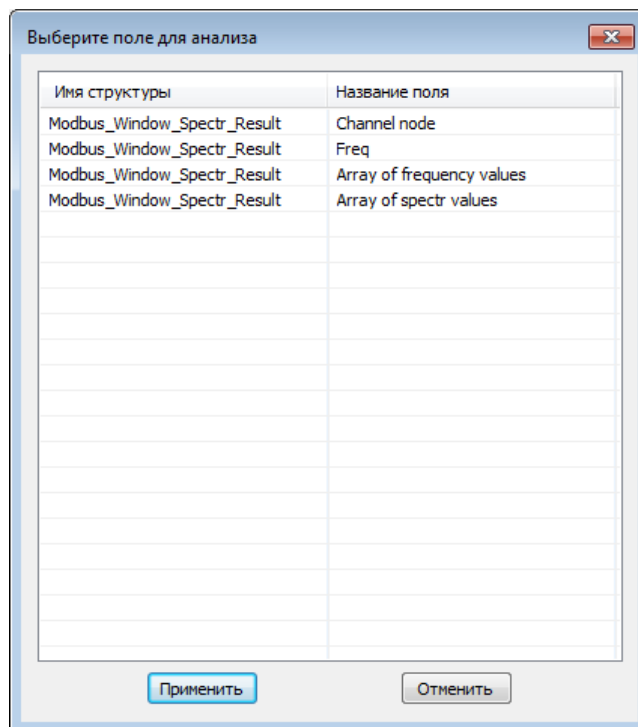 Выберите поле для анализа
Имя структуры Название поля
Modbus_Window_Spectr_Result Channel node
Modbus_Window_Spectr_Result Freq
Modbus_Window_Spectr_Result Array of frequency values
Modbus_Window_Spectr_Result Array of spectr values
Применить Отменить